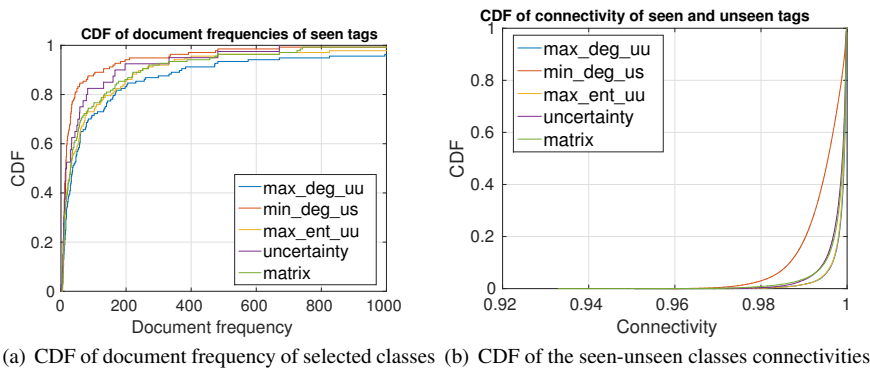 CDF of document frequencies of seen tags
1
0.8
0.6
0.4
0.2
0
CDF
max_deg_uu
min_deg_us
max_ent_uu
uncertainty
matrix
0 200 400 600 800 1000
Document frequency
(a) CDF of document frequency of selected classes
CDF of connectivity of seen and unseen tags
1
0.8
0.6
0.4
0.2
0
CDF
max_deg_uu
min_deg_us
max_ent_uu
uncertainty
matrix
0.92 0.94 0.96 0.98 1
Connectivity
(b) CDF of the seen-unseen classes connectivities